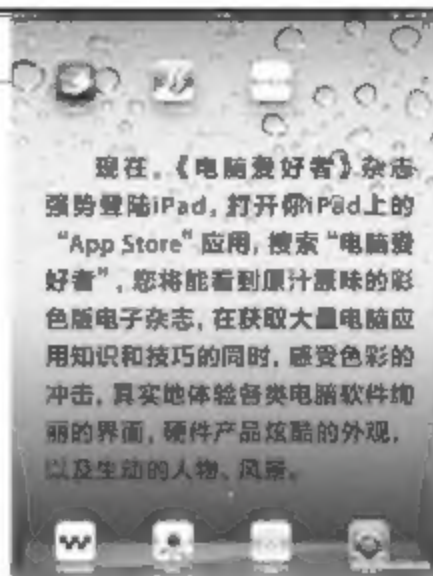 现在，《电脑爱好者》杂志
强势登陆iPad，打开你iPad上的
“App Store”应用，搜索“电脑爱
好者”，您将能看到原汁原味的彩
色版电子杂志，在获取大量电脑应
用知识和技巧的同时，感受色彩的
冲击，真实地体验各类电脑软件绚
丽的界面，硬件产品炫酷的外观，
以及生动的人物、风景。